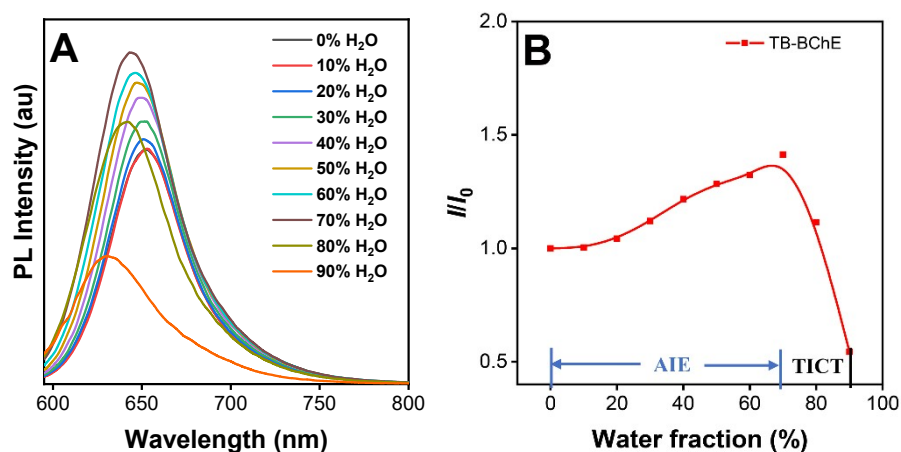 A
PL Intensity (au)
0% H₂O
10% H₂O
20% H₂O
30% H₂O
40% H₂O
50% H₂O
60% H₂O
70% H₂O
80% H₂O
90% H₂O
600 650 700 750 800
Wavelength (nm)
B
TB-BChE
I/I₀
2.0
1.5
1.0
0.5
AIE TICT
0 20 40 60 80 100
Water fraction (%)